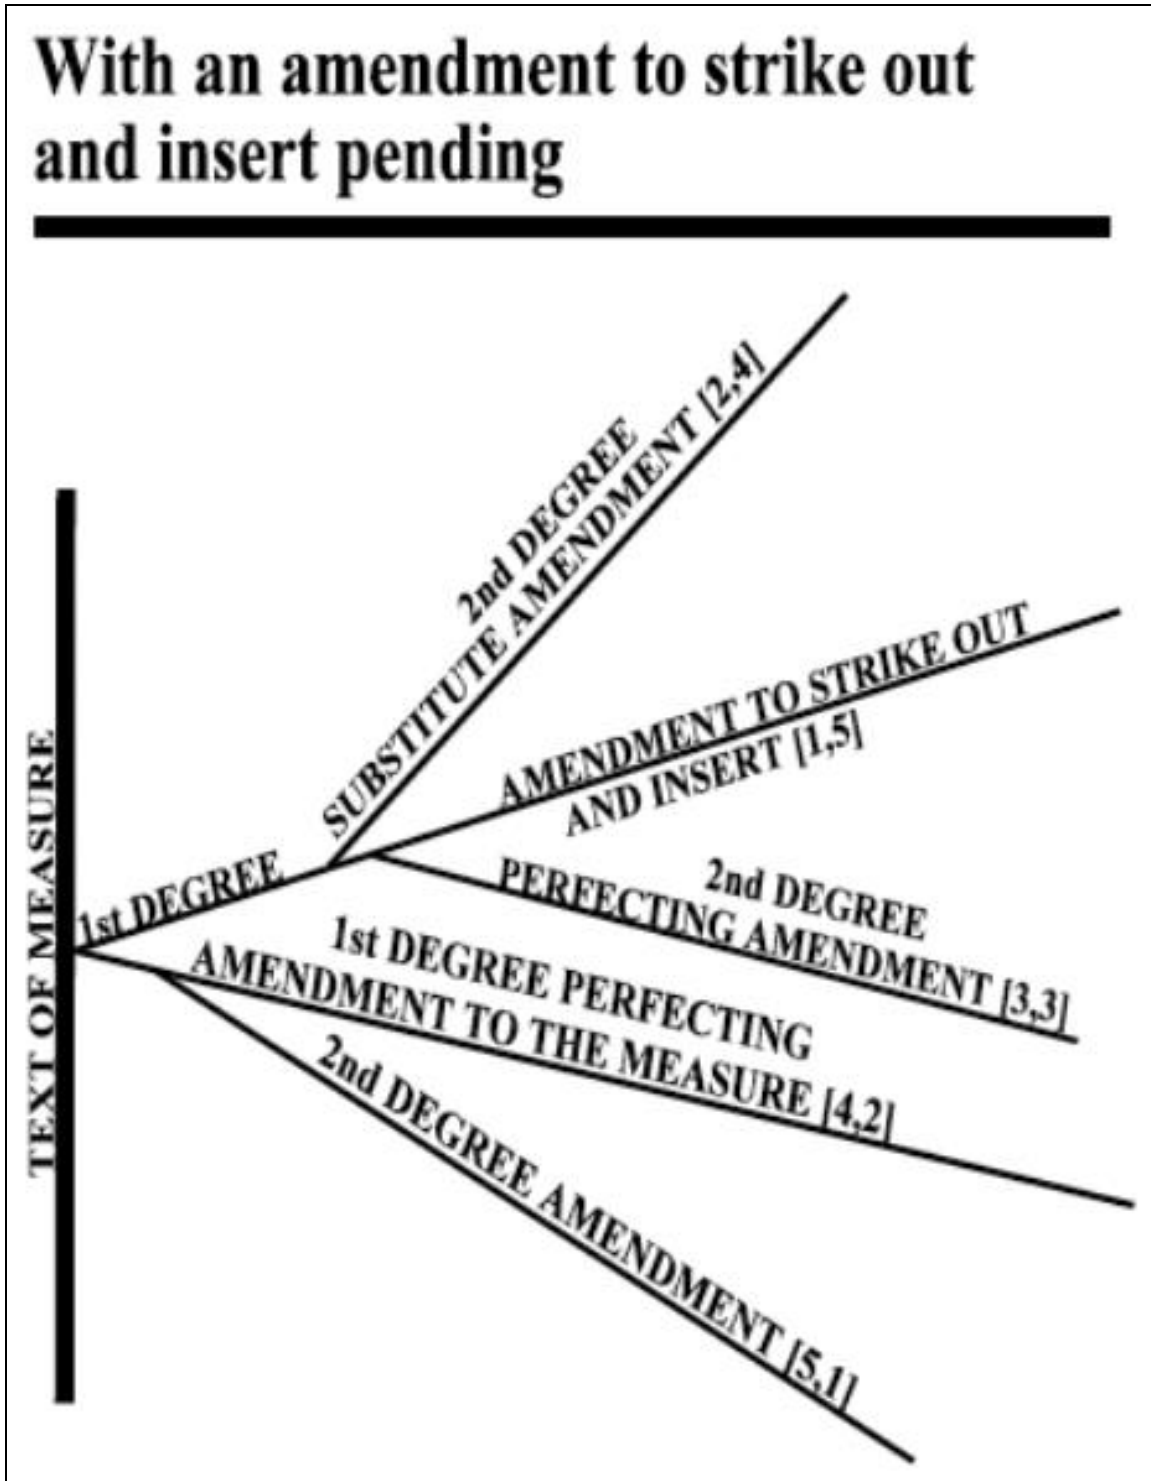 With an amendment to strike out
and insert pending
2nd DEGREE
SUBSTITUTE AMENDMENT [2,4]
AMENDMENT TO STRIKE OUT
AND INSERT [1,5]
TEXT OF MEASURE
1st DEGREE
2nd DEGREE
PERFECTING AMENDMENT [3,3]
1st DEGREE PERFECTING
AMENDMENT TO THE MEASURE [4,2]
2nd DEGREE AMENDMENT [5,1]